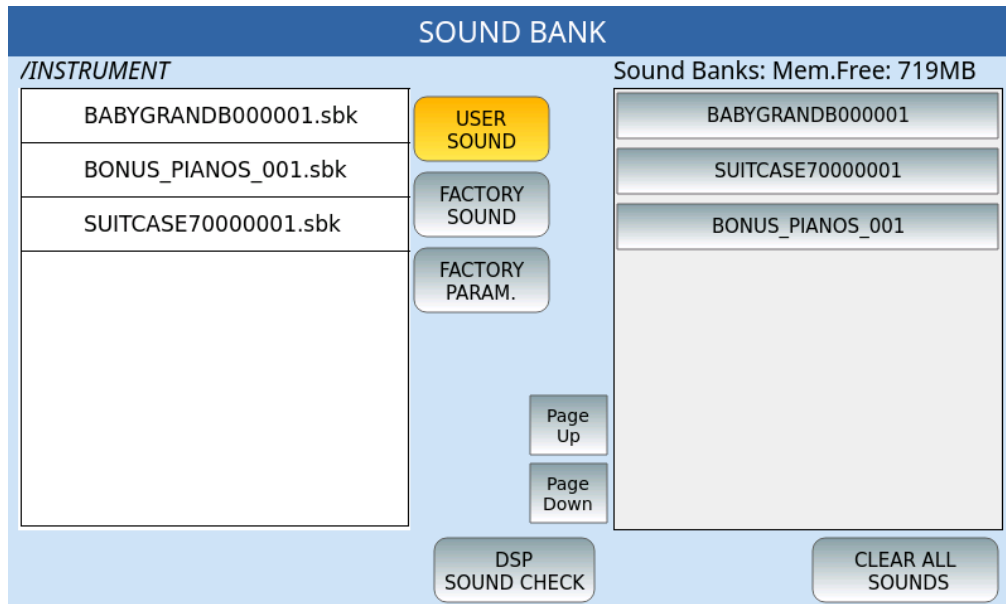 SOUND BANK
/INSTRUMENT
Sound Banks: Mem.Free: 719MB
BABYGRANDB000001.sbk
BONUS_PIANOS_001.sbk
SUITCASE70000001.sbk
USER
SOUND
FACTORY
SOUND
FACTORY
PARAM.
Page
Up
Page
Down
BABYGRANDB000001
SUITCASE70000001
BONUS_PIANOS_001
DSP
SOUND CHECK
CLEAR ALL
SOUNDS